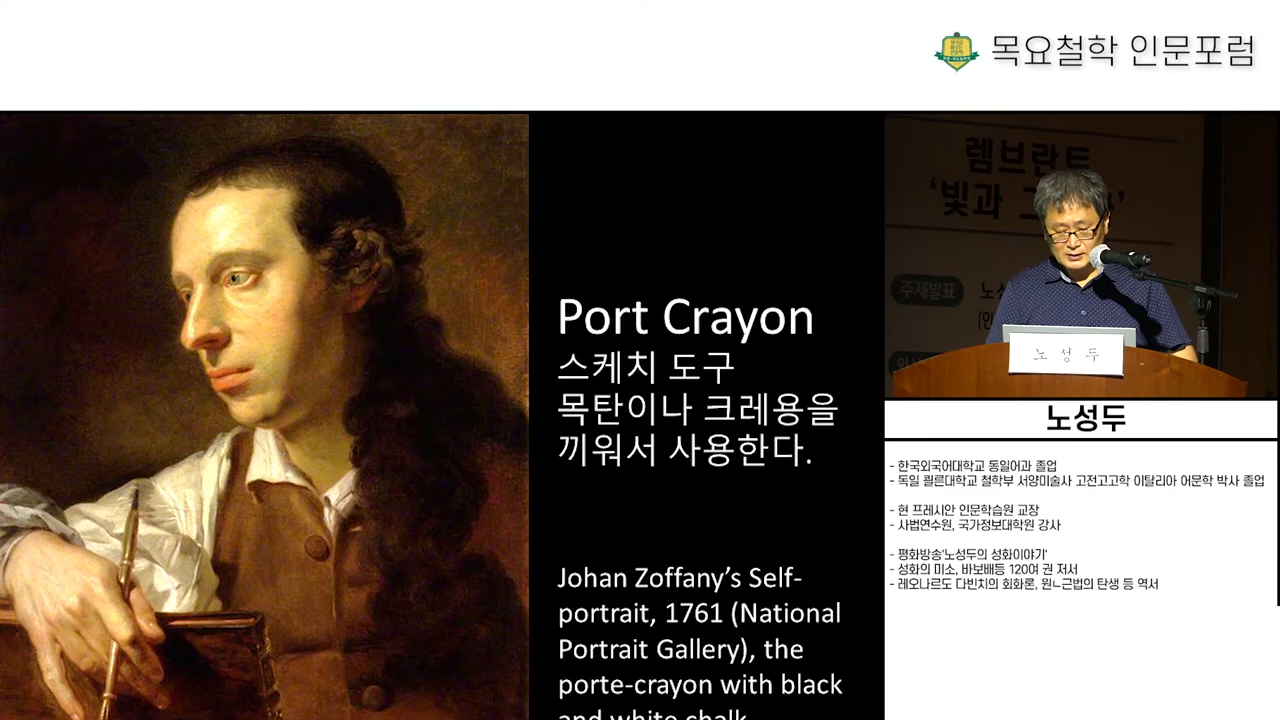 목요철학 인문포럼
Port Crayon
스케치 도구
목탄이나 크레용을
끼워서 사용한다.
Johan Zoffany's Self-
portrait, 1761 (National
Portrait Gallery), the
porte-crayon with black
and white chalk
렘브란트
'빛과
주제발표
노성두
노성두
- 한국외국어대학교 동일어과 졸업
- 독일 쾰른대학교 철학부 서양미술사 고전고고학 이탈리아 어문학 박사 졸업
- 현 프레시안 인문학습원 교장
- 사법연수원, 국가정보대학원 강사
- 평화방송'노성두의 성화이야기'
- 성화의 미소, 바보배등 120여 권 저서
- 레오나르도 다빈치의 회화론, 원ㄴ근법의 탄생 등 역서